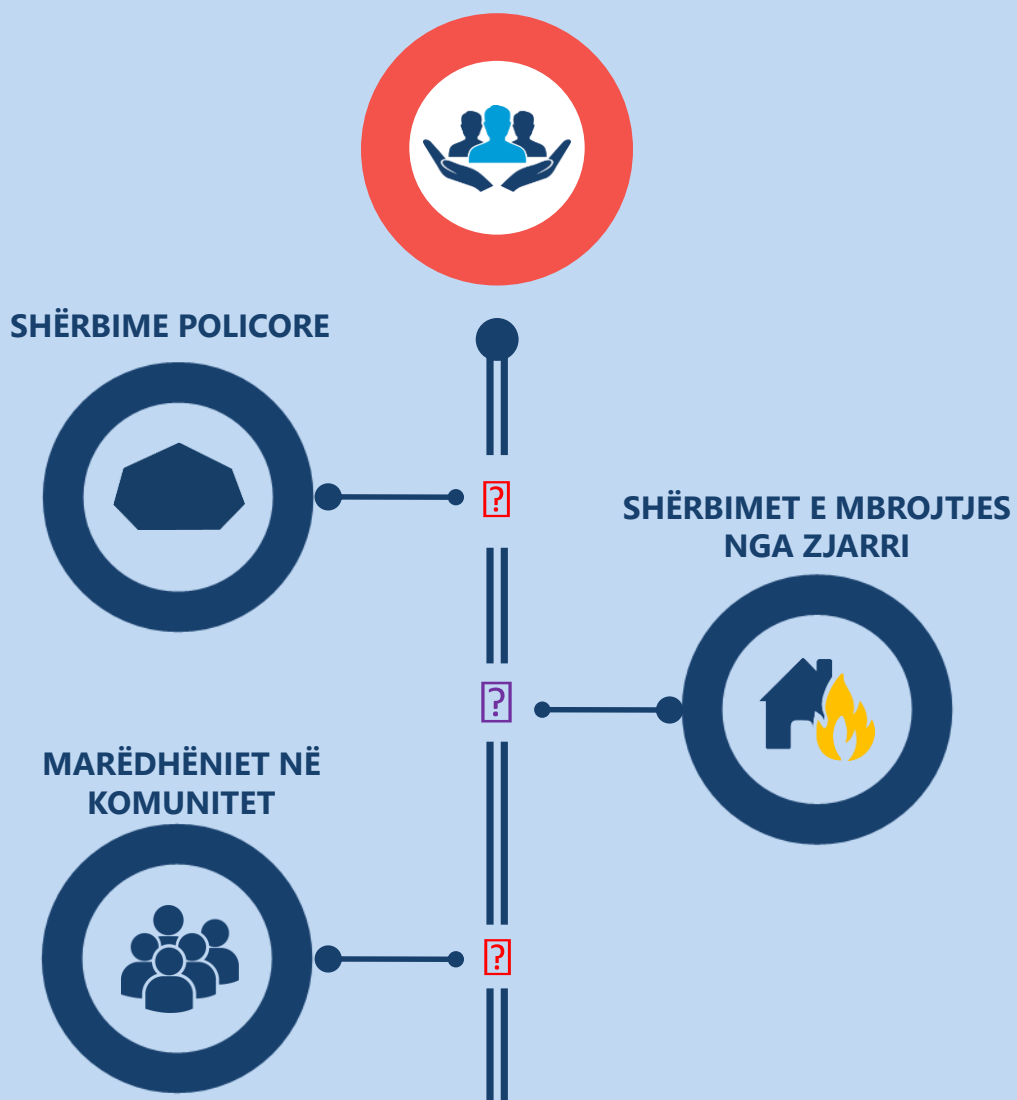 SHËRBIME POLICORE
SHËRBIMET E MBROJTJES
NGA ZJARRI
MARËDHËNIET NË
KOMUNITET